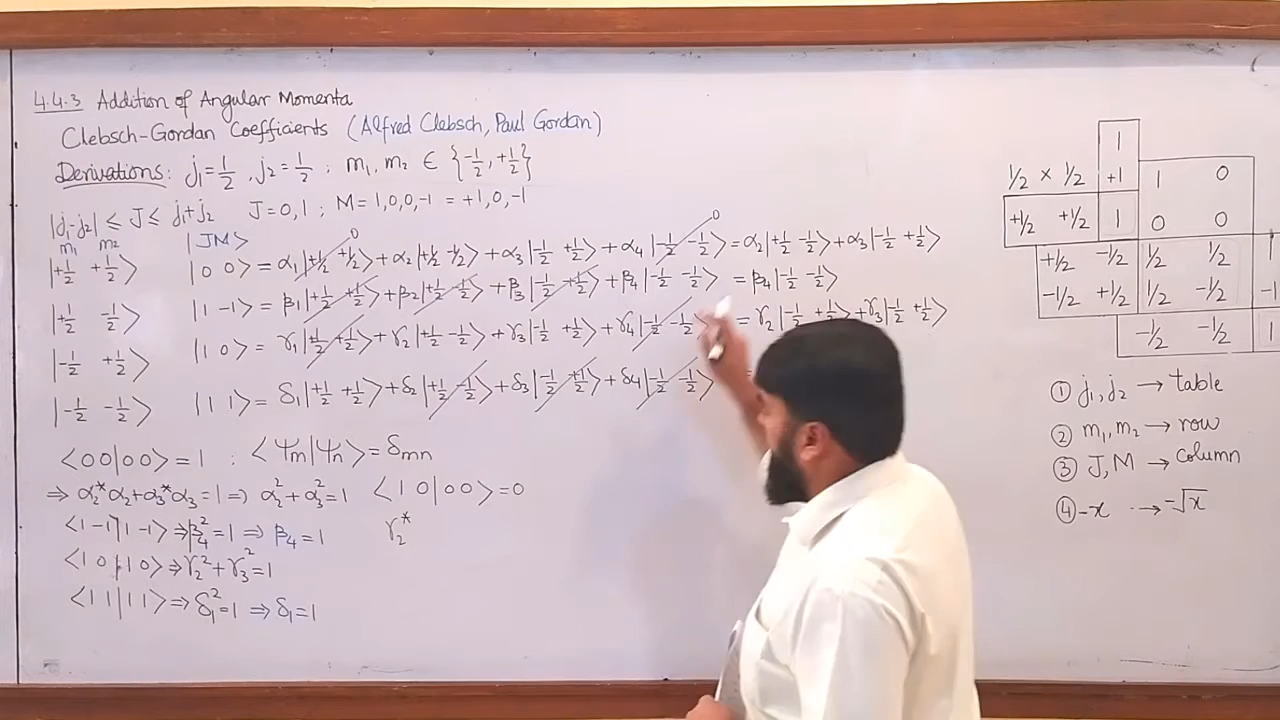 4.4.3 Addition of Angular Momenta
Clebsch-Gordan Coefficients (Alfred Clebsch, Paul Gordan)
Derivations: j₁=1/2, j₂=1/2 ; m₁, m₂ ∈ {-1/2, +1/2}
|j₁-j₂| ≤ J ≤ j₁+j₂ J=0,1 ; M=1,0,0,-1 = +1,0,-1
m₁ m₂ |JM>
|+1/2 +1/2> |0 0> = α₁|+1/2 +1/2> + α₂|+1/2 -1/2> + α₃|-1/2 +1/2> + α₄|-1/2 -1/2> = α₂|+1/2 -1/2> + α₃|-1/2 +1/2>
0 0
|+1/2 -1/2> |1 -1> = β₁|+1/2 +1/2> + β₂|+1/2 -1/2> + β₃|-1/2 +1/2> + β₄|-1/2 -1/2> = β₄|-1/2 -1/2>
|-1/2 +1/2> |1 0> = γ₁|+1/2 +1/2> + γ₂|+1/2 -1/2> + γ₃|-1/2 +1/2> + γ₄|-1/2 -1/2> = γ₂|-1/2 +1/2> + γ₃|-1/2 +1/2>
|-1/2 -1/2> |1 1> = δ₁|+1/2 +1/2> + δ₂|+1/2 -1/2> + δ₃|-1/2 +1/2> + δ₄|-1/2 -1/2> =
<00|00> = 1 : <Ψm|Ψn> = δmn
⇒ α₂*α₂+α₃*α₃=1 ⇒ α₂²+α₃²=1 <1 0|00>=0
<1 -1|1 -1> ⇒ β₄²=1 ⇒ β₄=1 γ₂*
<1 0|1 0> ⇒ γ₂²+γ₃²=1
<1 1|1 1> ⇒ δ₁²=1 ⇒ δ₁=1
1
1/2 × 1/2 +1 1 0
+1/2 +1/2 1 0 0
+1/2 -1/2 1/2 1/2 1
-1/2 +1/2 1/2 -1/2 -1
-1/2 -1/2 1
① j₁, j₂ → table
② m₁, m₂ → row
③ J, M → column
④ -x → -√x